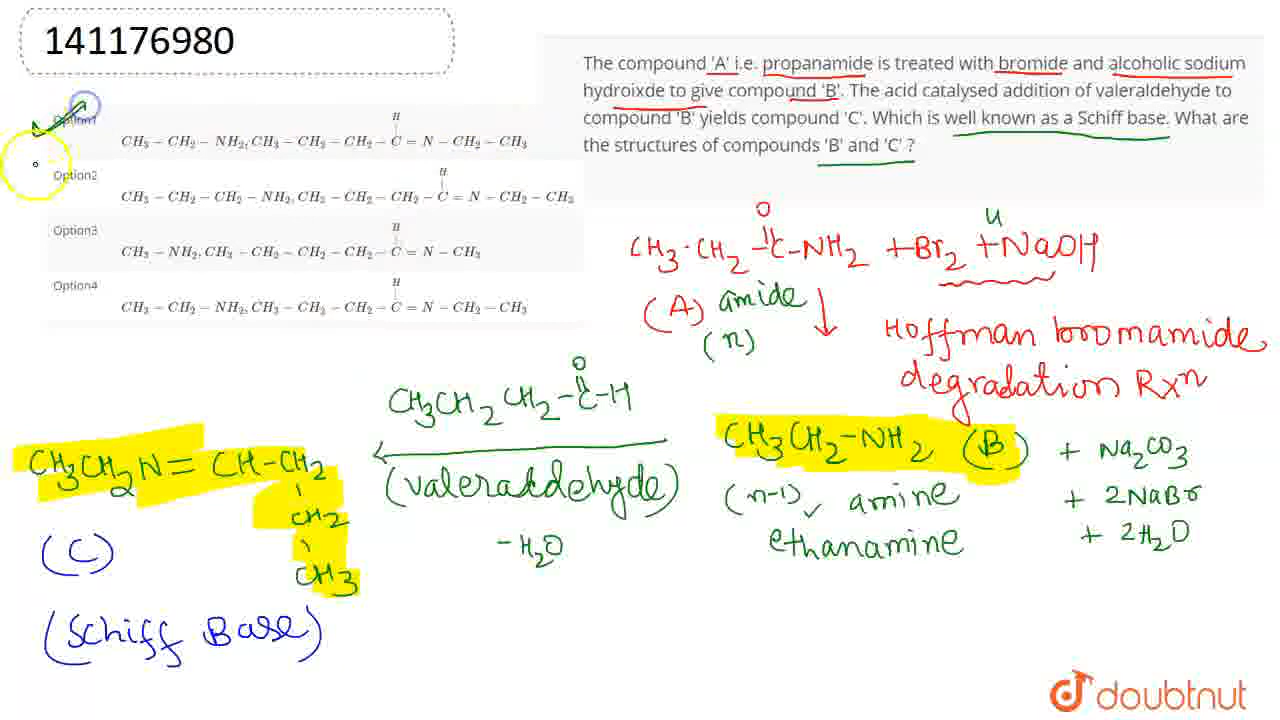 141176980
The compound 'A' i.e. propanamide is treated with bromide and alcoholic sodium
hydroixde to give compound 'B'. The acid catalysed addition of valeraldehyde to
compound 'B' yields compound 'C'. Which is well known as a Schiff base. What are
the structures of compounds 'B' and 'C' ?
Option1
H
|
CH₃ − CH₂ − NH₂, CH₃ − CH₂ − CH₂ − C = N − CH₂ − CH₃
Option2
H
|
CH₃ − CH₂ − CH₂ − NH₂, CH₃ − CH₂ − CH₂ − C = N − CH₂ − CH₃
Option3
H
|
CH₃ − NH₂, CH₃ − CH₂ − CH₂ − CH₂ − C = N − CH₃
Option4
H
|
CH₃ − CH₂ − NH₂, CH₃ − CH₂ − CH₂ − C = N − CH₂ − CH₃
O 4
CH₃-CH₂-C-NH₂ + Br₂ + NaOH
(A) amide
(n)
Hoffman bromamide
degradation Rxn
O
CH₃CH₂CH₂-C-H
(valeraldehyde)
-H₂O
CH₃CH₂-NH₂ (B) + Na₂CO₃
(n-1) amine + 2NaBr
ethanamine + 2H₂O
CH₃CH₂N=CH-CH₂
CH₂
CH₃
(C)
(Schiff Base)
doubtnut